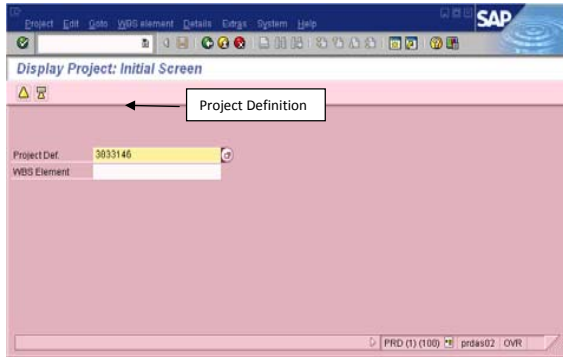 Project Edit Goto WBS element Details Extras System Help
SAP
Display Project: Initial Screen
Project Definition
Project Def. 3033146
WBS Element
PRD (1) (100) prdas02 OVR